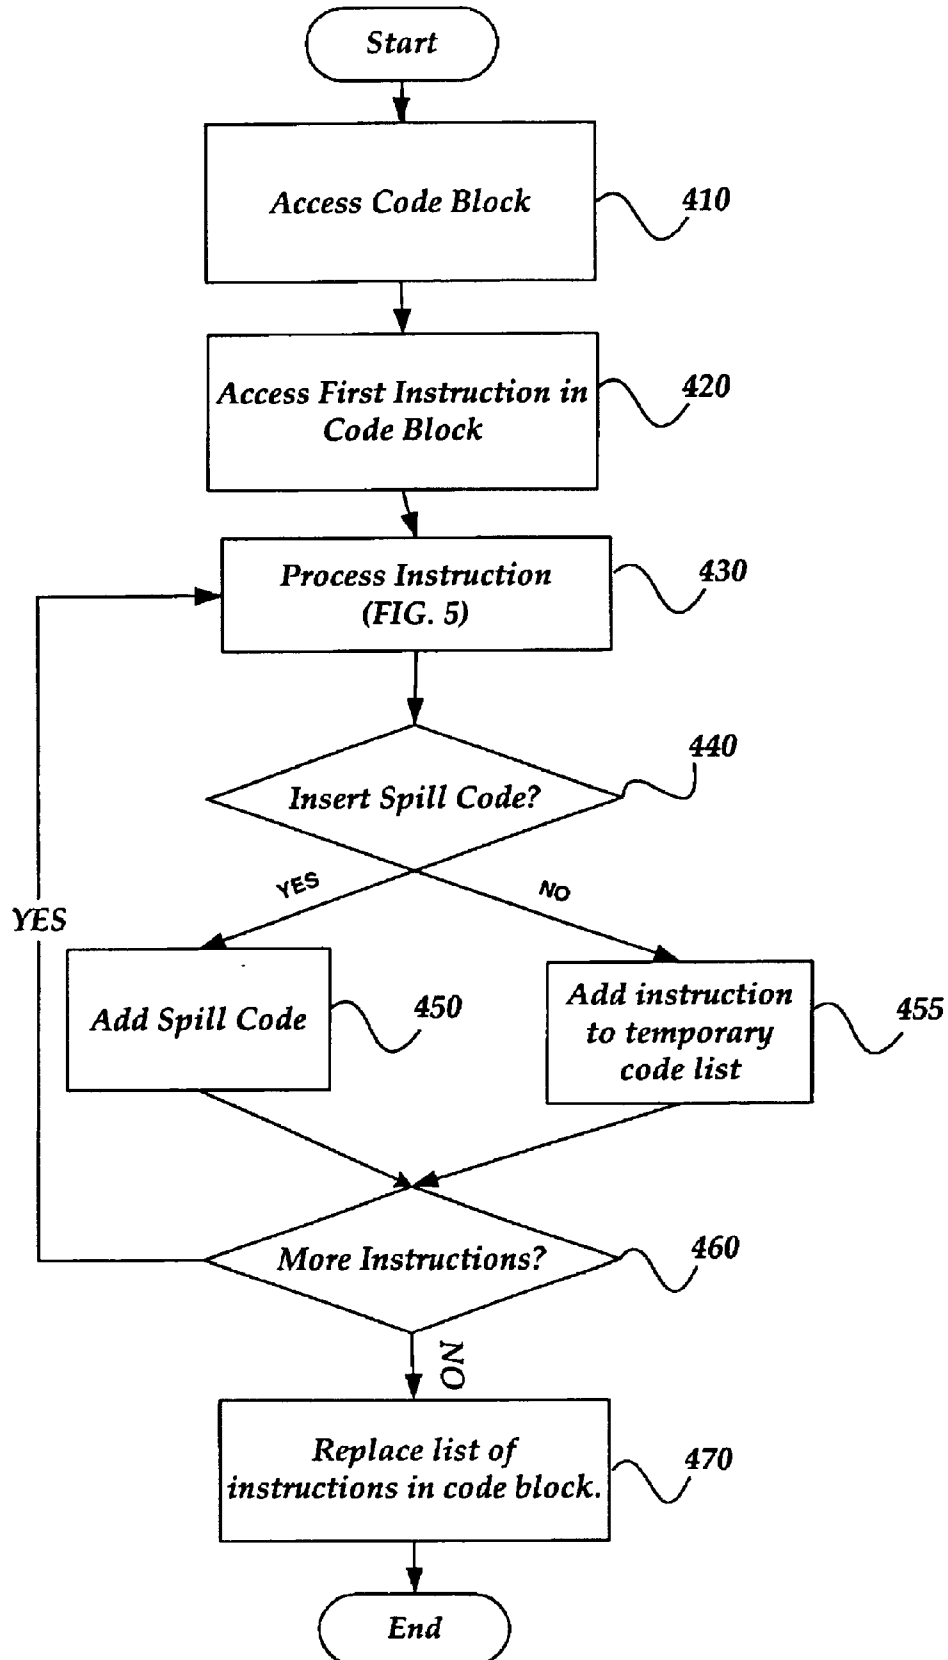 Start
Access Code Block
410
Access First Instruction in
Code Block
420
Process Instruction
(FIG. 5)
430
Insert Spill Code?
440
YES
NO
YES
Add Spill Code
450
Add instruction
to temporary
code list
455
More Instructions?
460
NO
Replace list of
instructions in code block.
470
End